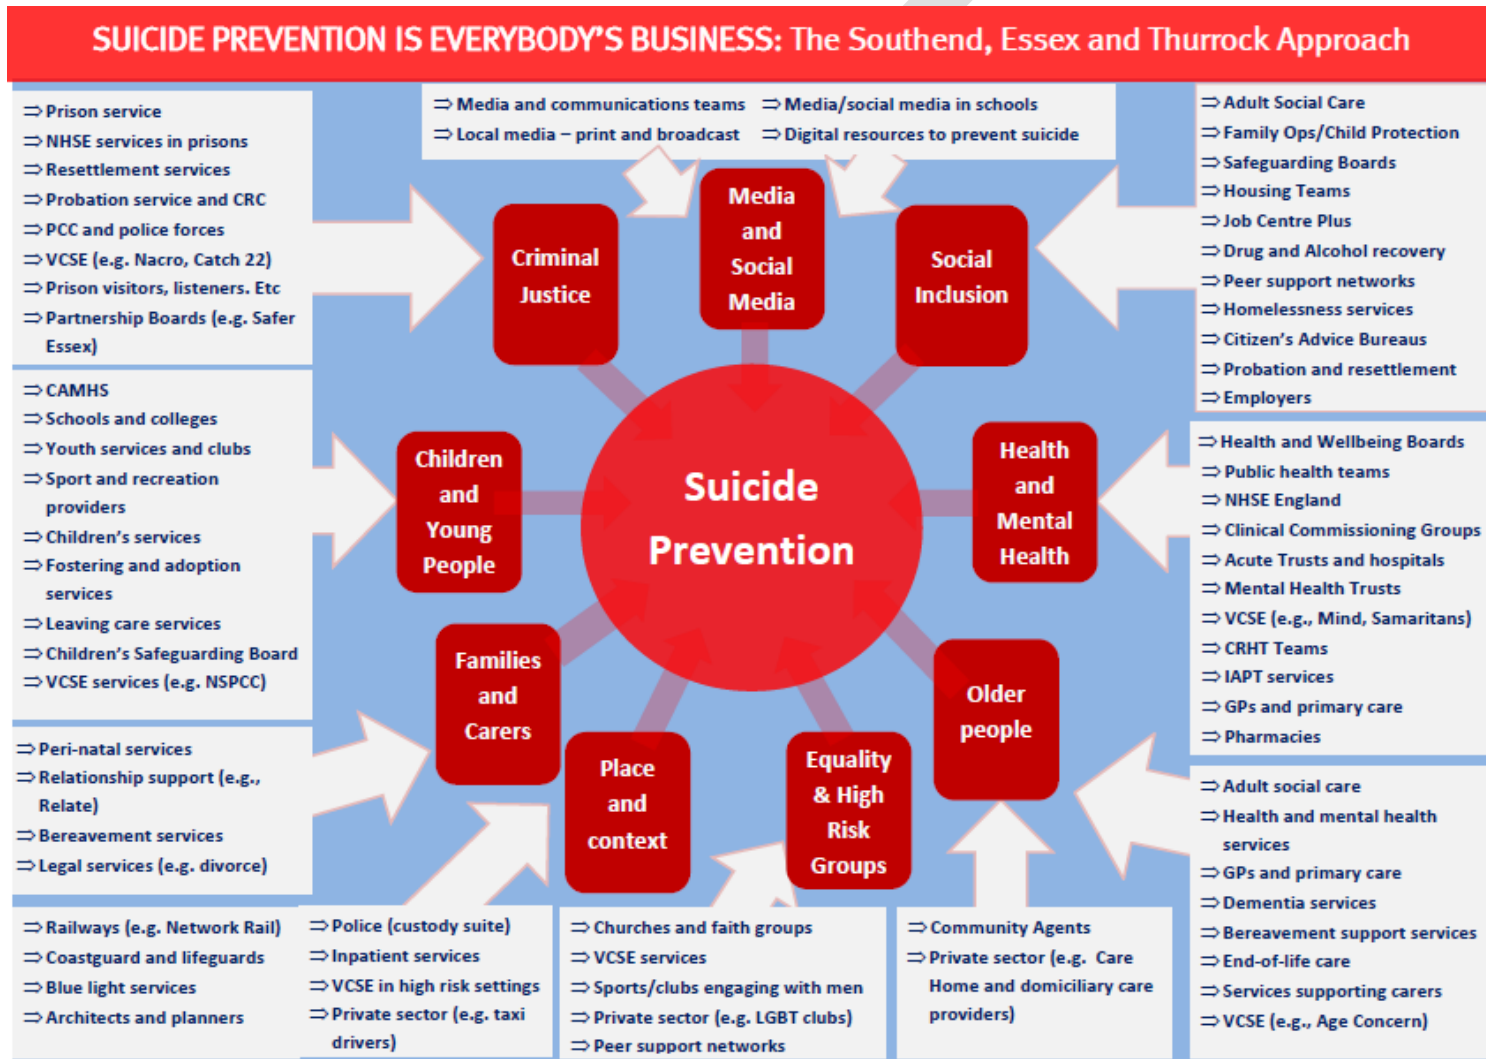 SUICIDE PREVENTION IS EVERYBODY'S BUSINESS: The Southend, Essex and Thurrock Approach
⇒ Prison service
⇒ NHSE services in prisons
⇒ Resettlement services
⇒ Probation service and CRC
⇒ PCC and police forces
⇒ VCSE (e.g. Nacro, Catch 22)
⇒ Prison visitors, listeners. Etc
⇒ Partnership Boards (e.g. Safer
Essex)
⇒ Media and communications teams ⇒ Media/social media in schools
⇒ Local media – print and broadcast ⇒ Digital resources to prevent suicide
⇒ Adult Social Care
⇒ Family Ops/Child Protection
⇒ Safeguarding Boards
⇒ Housing Teams
⇒ Job Centre Plus
⇒ Drug and Alcohol recovery
⇒ Peer support networks
⇒ Homelessness services
⇒ Citizen's Advice Bureaus
⇒ Probation and resettlement
⇒ Employers
Criminal
Justice
Media
and
Social
Media
Social
Inclusion
⇒ CAMHS
⇒ Schools and colleges
⇒ Youth services and clubs
⇒ Sport and recreation
providers
⇒ Children's services
⇒ Fostering and adoption
services
⇒ Leaving care services
⇒ Children's Safeguarding Board
⇒ VCSE services (e.g. NSPCC)
Children
and
Young
People
Suicide
Prevention
Health
and
Mental
Health
⇒ Health and Wellbeing Boards
⇒ Public health teams
⇒ NHSE England
⇒ Clinical Commissioning Groups
⇒ Acute Trusts and hospitals
⇒ Mental Health Trusts
⇒ VCSE (e.g., Mind, Samaritans)
⇒ CRHT Teams
⇒ IAPT services
⇒ GPs and primary care
⇒ Pharmacies
Families
and
Carers
Place
and
context
Equality
& High
Risk
Groups
Older
people
⇒ Peri-natal services
⇒ Relationship support (e.g.,
Relate)
⇒ Bereavement services
⇒ Legal services (e.g. divorce)
⇒ Adult social care
⇒ Health and mental health
services
⇒ GPs and primary care
⇒ Dementia services
⇒ Bereavement support services
⇒ End-of-life care
⇒ Services supporting carers
⇒ VCSE (e.g., Age Concern)
⇒ Railways (e.g. Network Rail)
⇒ Coastguard and lifeguards
⇒ Blue light services
⇒ Architects and planners
⇒ Police (custody suite)
⇒ Inpatient services
⇒ VCSE in high risk settings
⇒ Private sector (e.g. taxi
drivers)
⇒ Churches and faith groups
⇒ VCSE services
⇒ Sports/clubs engaging with men
⇒ Private sector (e.g. LGBT clubs)
⇒ Peer support networks
⇒ Community Agents
⇒ Private sector (e.g. Care
Home and domiciliary care
providers)